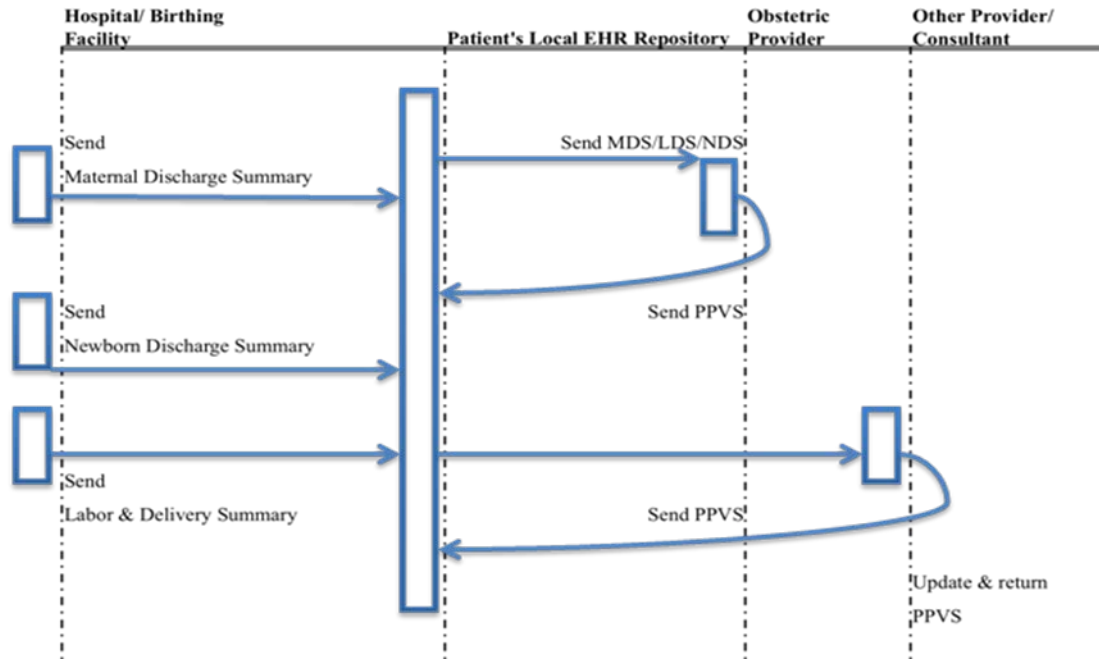 Hospital/ Birthing
Facility
Patient's Local EHR Repository
Obstetric
Provider
Other Provider/
Consultant
Send
Maternal Discharge Summary
Send MDS/LDS/NDS
Send PPVS
Send
Newborn Discharge Summary
Send
Labor & Delivery Summary
Send PPVS
Update & return
PPVS